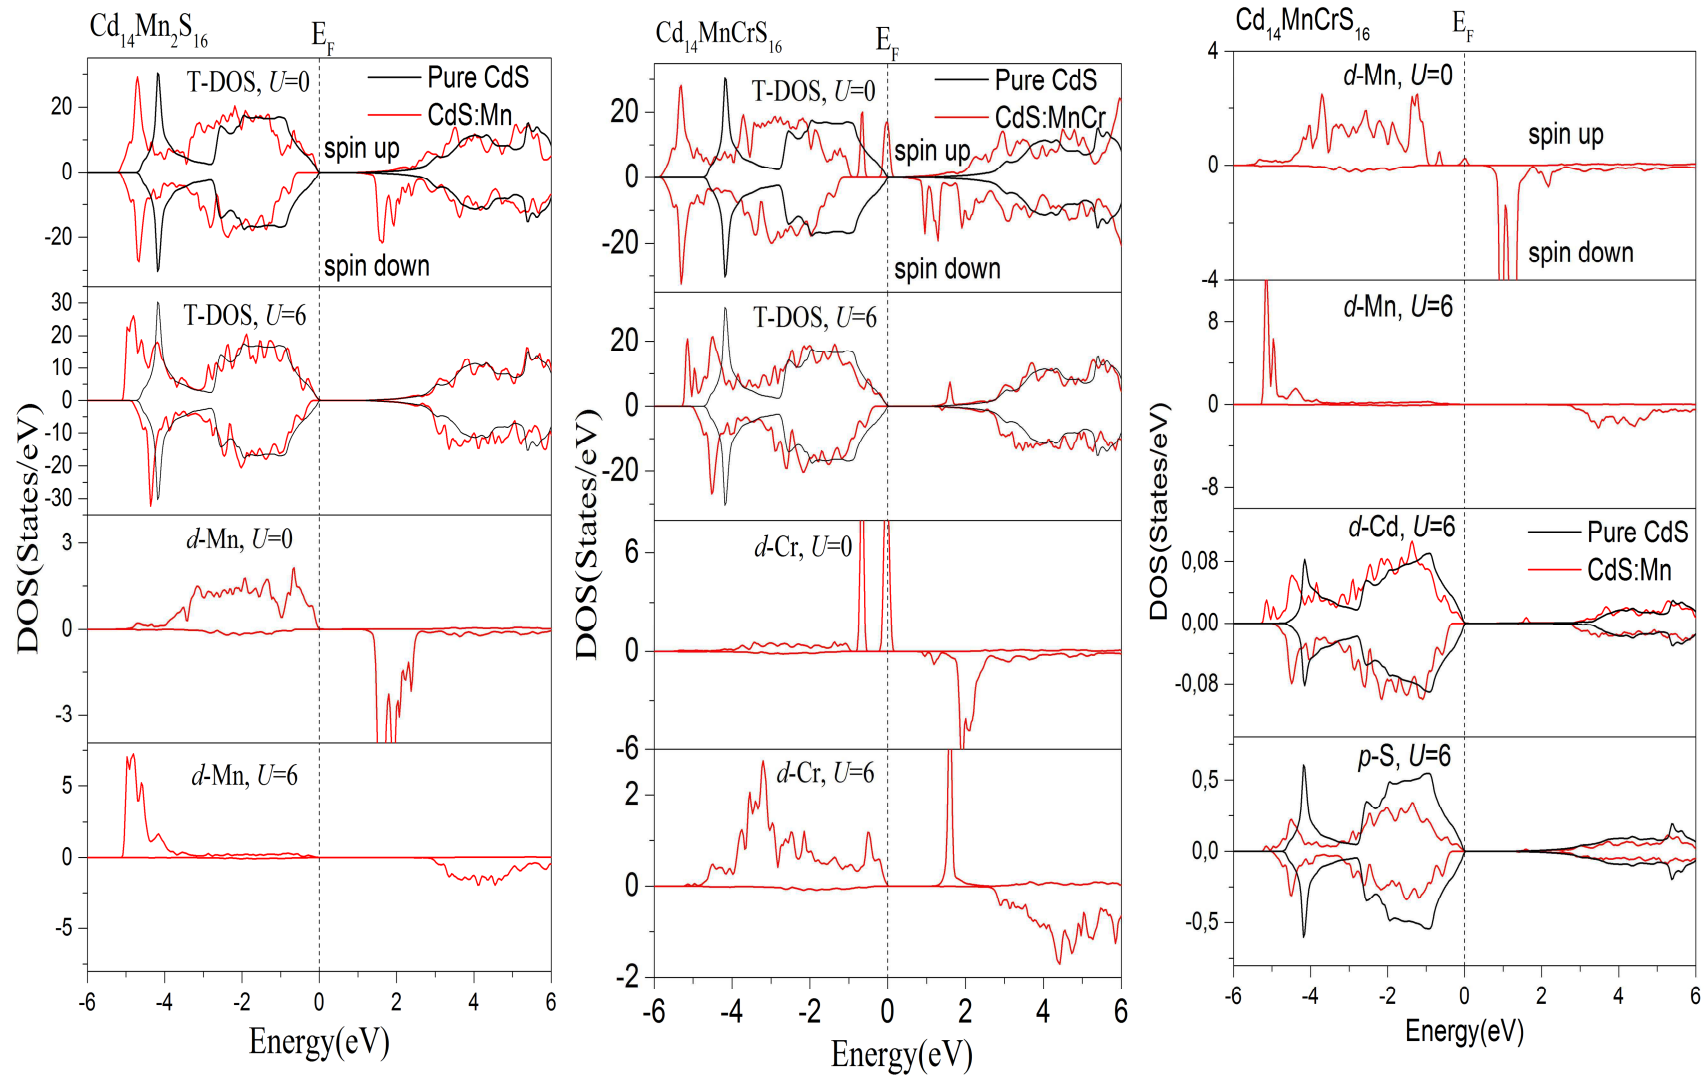 Cd14Mn2S16
EF
T-DOS, U=0
Pure CdS
CdS:Mn
spin up
spin down
20
0
-20
T-DOS, U=6
30
20
10
0
-10
-20
-30
d-Mn, U=0
3
0
-3
d-Mn, U=6
5
0
-5
-6 -4 -2 0 2 4 6
DOS(States/eV)
Energy(eV)
Cd14MnCrS16
EF
T-DOS, U=0
Pure CdS
CdS:MnCr
spin up
spin down
20
0
-20
T-DOS, U=6
20
0
-20
d-Cr, U=0
6
0
-6
d-Cr, U=6
2
0
-2
-6 -4 -2 0 2 4 6
DOS(States/eV)
Energy(eV)
Cd14MnCrS16
EF
4
d-Mn, U=0
spin up
0
spin down
-4
d-Mn, U=6
8
0
-8
d-Cd, U=6
Pure CdS
CdS:Mn
0,08
0,00
-0,08
p-S, U=6
0,5
0,0
-0,5
-6 -4 -2 0 2 4 6
DOS(States/eV)
Energy(eV)